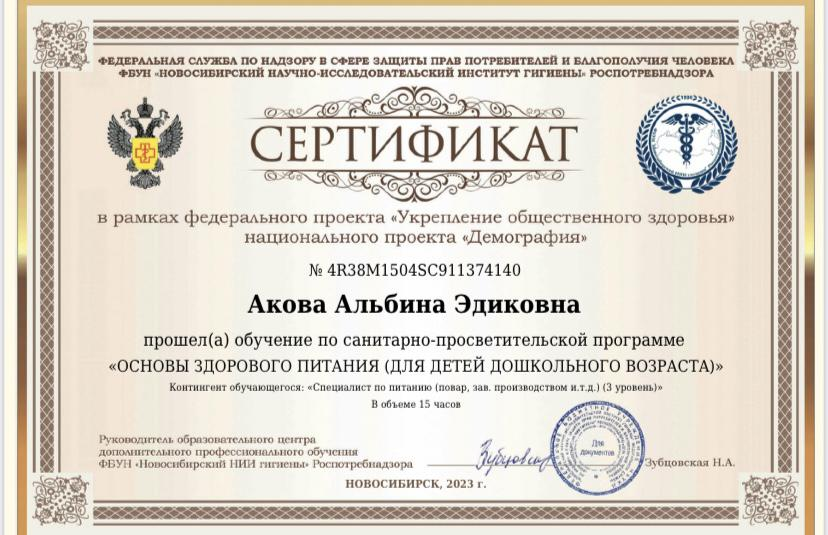 ФЕДЕРАЛЬНАЯ СЛУЖБА ПО НАДЗОРУ В СФЕРЕ ЗАЩИТЫ ПРАВ ПОТРЕБИТЕЛЕЙ И БЛАГОПОЛУЧИЯ ЧЕЛОВЕКА
ФБУН «НОВОСИБИРСКИЙ НАУЧНО-ИССЛЕДОВАТЕЛЬСКИЙ ИНСТИТУТ ГИГИЕНЫ» РОСПОТРЕБНАДЗОРА
СЕРТИФИКАТ
в рамках федерального проекта «Укрепление общественного здоровья»
национального проекта «Демография»
№ 4R38M1504SC911374140
Акова Альбина Эдиковна
прошел(а) обучение по санитарно-просветительской программе
«ОСНОВЫ ЗДОРОВОГО ПИТАНИЯ (ДЛЯ ДЕТЕЙ ДОШКОЛЬНОГО ВОЗРАСТА)»
Контингент обучающегося: «Специалист по питанию (повар, зав. производством и.т.д.) (3 уровень)»
В объеме 15 часов
Руководитель образовательного центра
дополнительного профессионального обучения
ФБУН «Новосибирский НИИ гигиены» Роспотребнадзора
Для
документов
Зубцовская Н.А.
НОВОСИБИРСК, 2023 г.